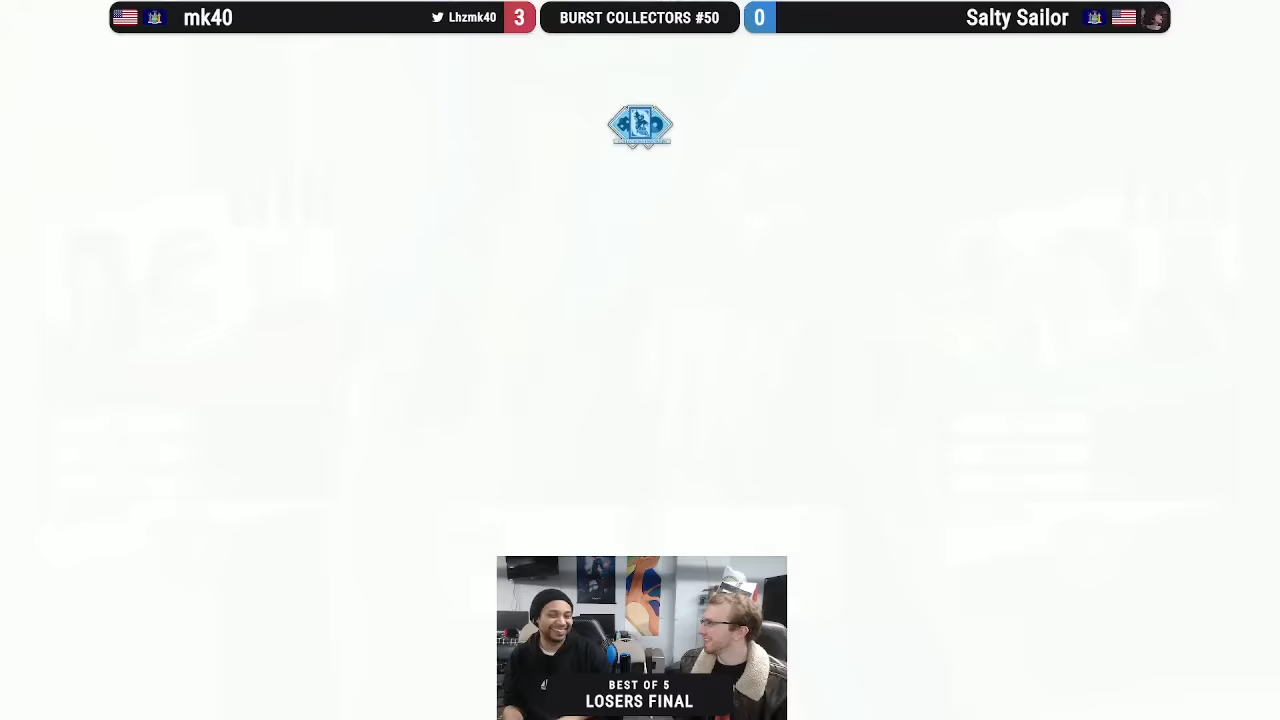 mk40
Lhzmk40
3
BURST COLLECTORS #50
0
Salty Sailor
BEST OF 5
LOSERS FINAL